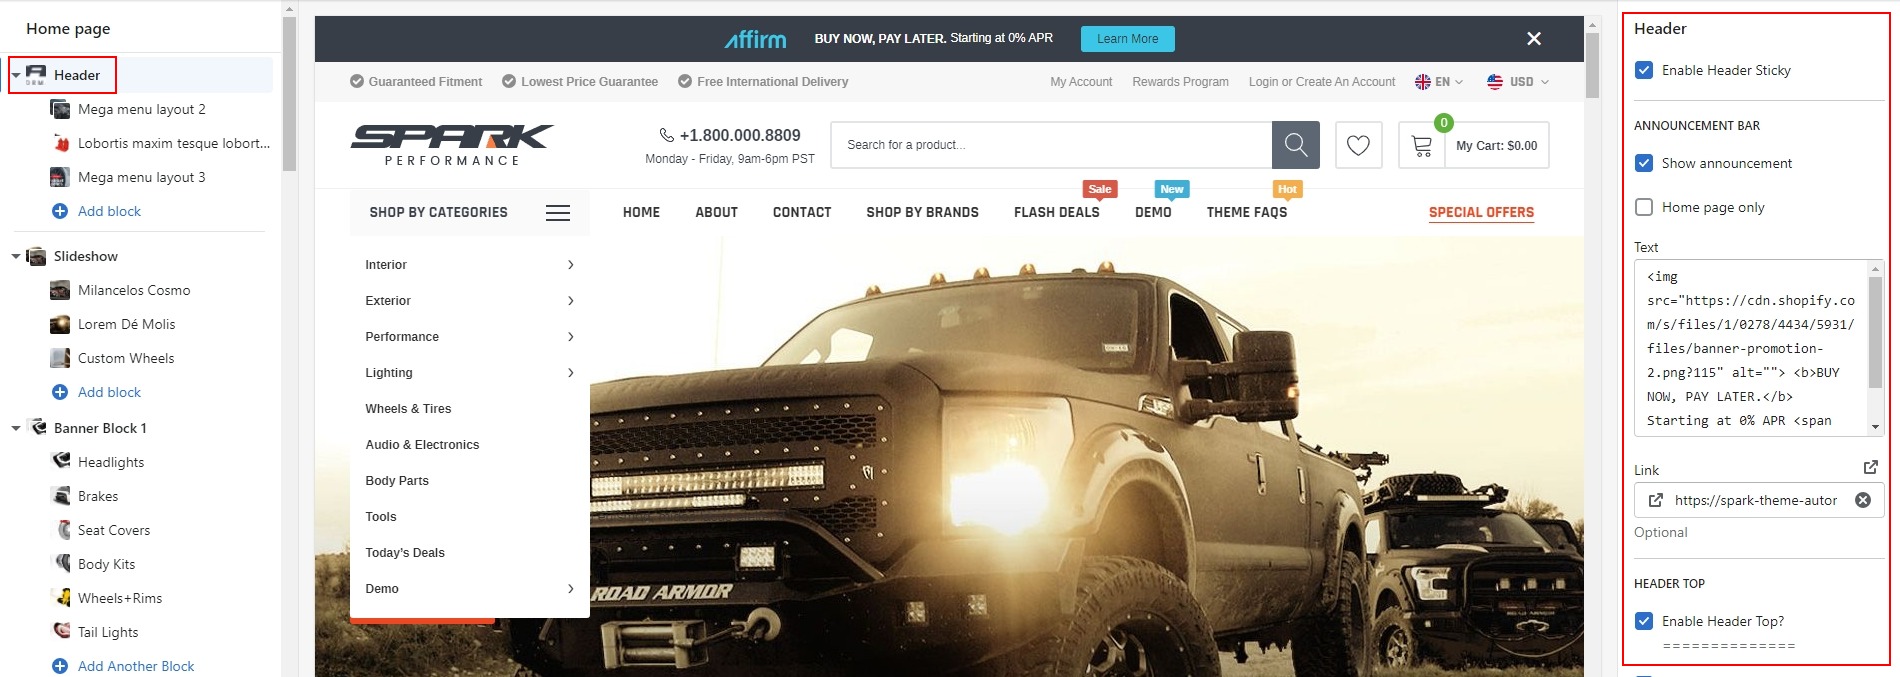 Home page
Header
Mega menu layout 2
Lobortis maxim tesque lobort...
Mega menu layout 3
Add block
Slideshow
Milancelos Cosmo
Lorem Dé Molis
Custom Wheels
Add block
Banner Block 1
Headlights
Brakes
Seat Covers
Body Kits
Wheels+Rims
Tail Lights
Add Another Block
affirm BUY NOW, PAY LATER. Starting at 0% APR Learn More
Guaranteed Fitment Lowest Price Guarantee Free International Delivery My Account Rewards Program Login or Create An Account EN USD
SPARK
PERFORMANCE
+1.800.000.8809
Monday - Friday, 9am-6pm PST
Search for a product...
0
My Cart: $0.00
Sale New Hot
SHOP BY CATEGORIES HOME ABOUT CONTACT SHOP BY BRANDS FLASH DEALS DEMO THEME FAQS SPECIAL OFFERS
Interior
Exterior
Performance
Lighting
Wheels & Tires
Audio & Electronics
Body Parts
Tools
Today's Deals
Demo
ROAD ARMOR
Header
Enable Header Sticky
ANNOUNCEMENT BAR
Show announcement
Home page only
Text
<img
src="https://cdn.shopify.co
m/s/files/1/0278/4434/5931/
files/banner-promotion-
2.png?115" alt=""> <b>BUY
NOW, PAY LATER.</b>
Starting at 0% APR <span
Link
https://spark-theme-autor
Optional
HEADER TOP
Enable Header Top?
==============